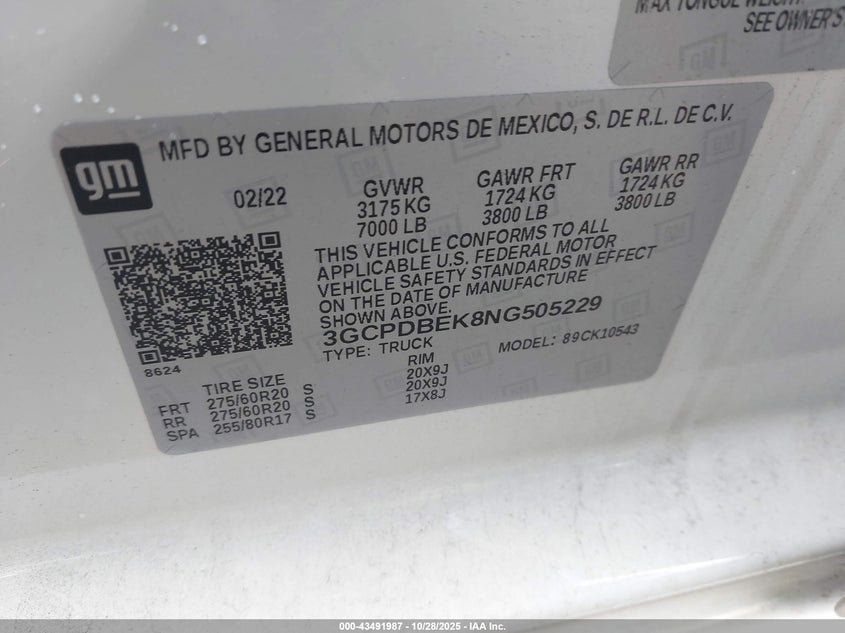 MAX TONGUE WEIGHT
SEE OWNER'S
gm
MFD BY GENERAL MOTORS DE MEXICO, S. DE R.L. DE C.V.
02/22 GVWR GAWR FRT GAWR RR
3175 KG 1724 KG 1724 KG
7000 LB 3800 LB 3800 LB
THIS VEHICLE CONFORMS TO ALL
APPLICABLE U.S. FEDERAL MOTOR
VEHICLE SAFETY STANDARDS IN EFFECT
ON THE DATE OF MANUFACTURE
SHOWN ABOVE.
3GCPDBEK8NG505229
TYPE: TRUCK MODEL: 89CK10543
8624
TIRE SIZE RIM
FRT 275/60R20 S 20X9J
RR 275/60R20 S 20X9J
SPA 255/80R17 S 17X8J
000-43491987 • 10/28/2025 - IAA Inc.